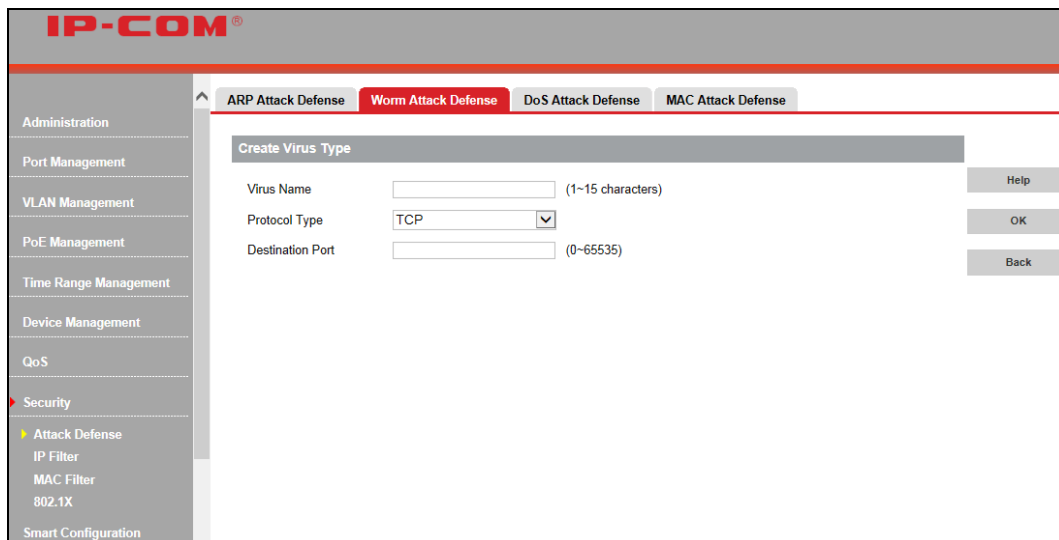 IP-COM®
Administration
Port Management
VLAN Management
PoE Management
Time Range Management
Device Management
QoS
Security
Attack Defense
IP Filter
MAC Filter
802.1X
Smart Configuration
ARP Attack Defense
Worm Attack Defense
DoS Attack Defense
MAC Attack Defense
Create Virus Type
Virus Name (1~15 characters)
Protocol Type TCP
Destination Port (0~65535)
Help
OK
Back